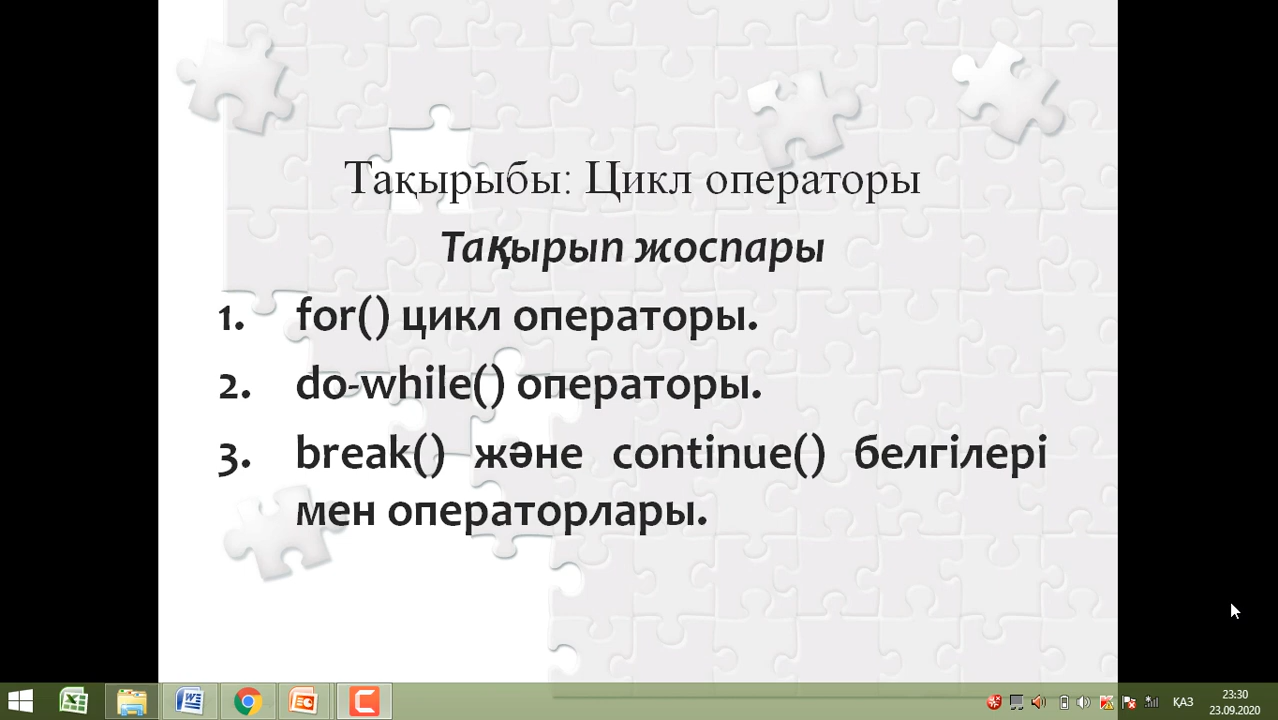 Тақырыбы: Цикл операторы
Тақырып жоспары
1. for() цикл операторы.
2. do-while() операторы.
3. break() және continue() белгілері
мен операторлары.
ҚАЗ
23:30
23.09.2020